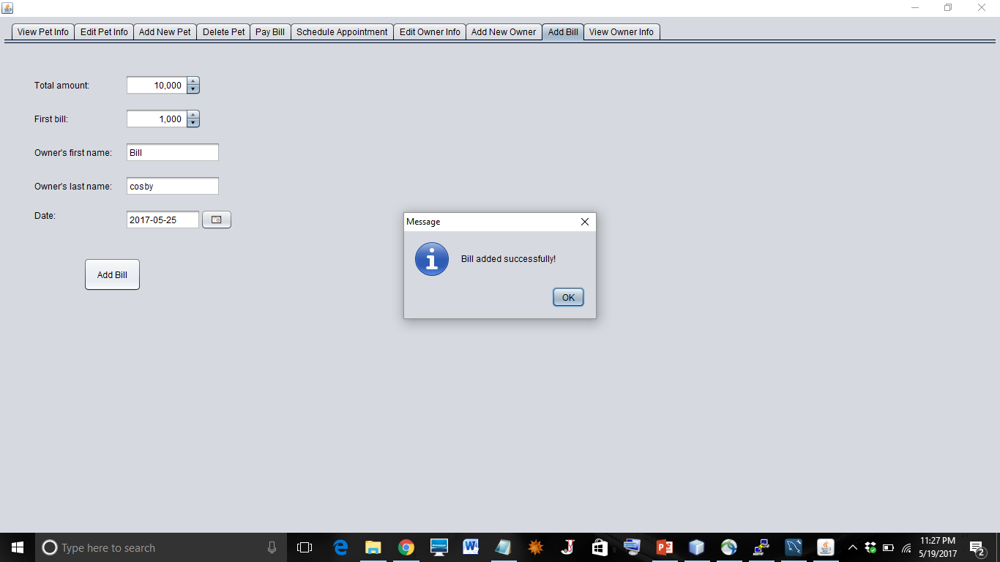 View Pet Info Edit Pet Info Add New Pet Delete Pet Pay Bill Schedule Appointment Edit Owner Info Add New Owner Add Bill View Owner Info
Total amount: 10,000
First bill: 1,000
Owner's first name: Bill
Owner's last name: cosby
Date: 2017-05-25
Add Bill
Message
Bill added successfully!
OK
Type here to search
11:27 PM
5/19/2017
2